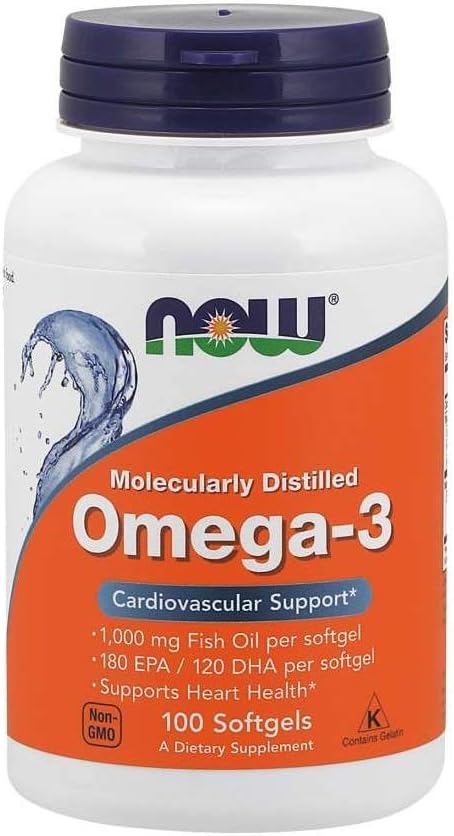 NOW®
Molecularly Distilled
Omega-3
Cardiovascular Support*
•1,000 mg Fish Oil per softgel
•180 EPA / 120 DHA per softgel
•Supports Heart Health*
Non-
GMO
100 Softgels
A Dietary Supplement
K
Contains Gelatin